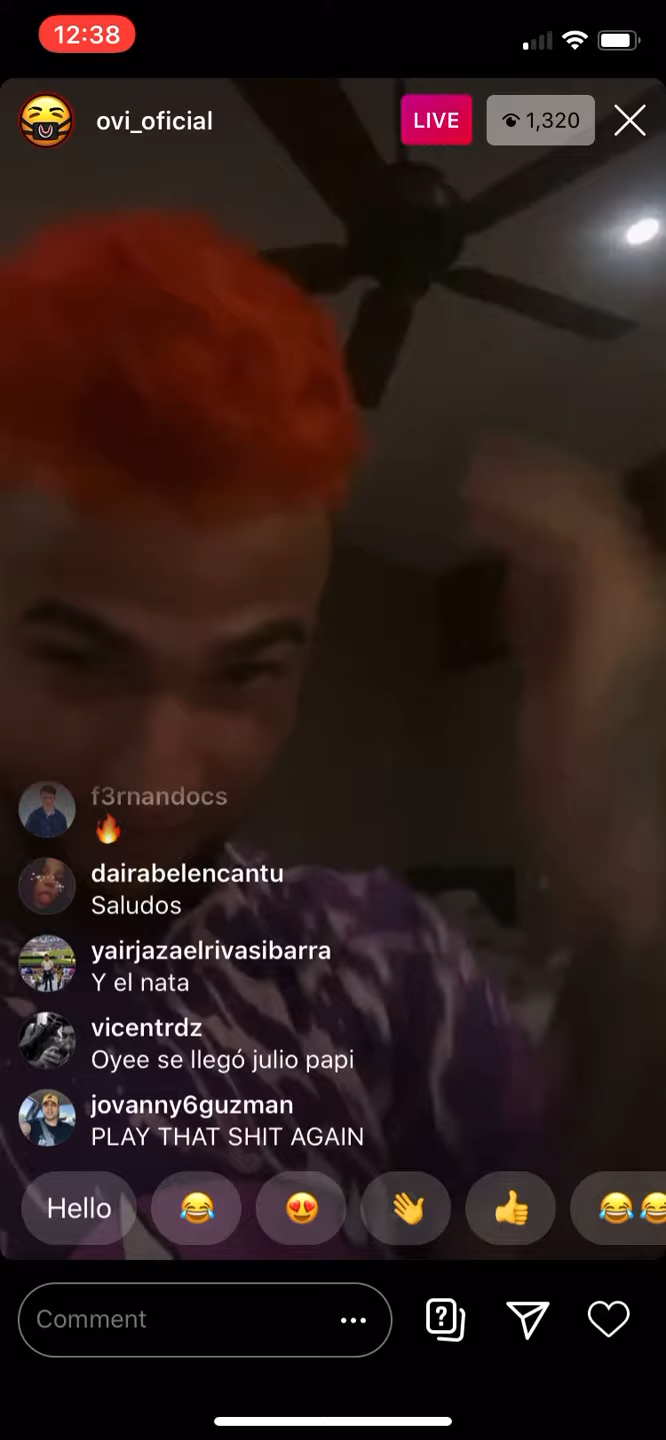 12:38
ovi_oficial
LIVE
1,320
f3rnandocs
🔥
dairabelencantu
Saludos
yairjazaelrivasibarra
Y el nata
vicentrdz
Oyee se llegó julio papi
jovanny6guzman
PLAY THAT SHIT AGAIN
Hello 😂 😍 👋 👍 😂😂
Comment